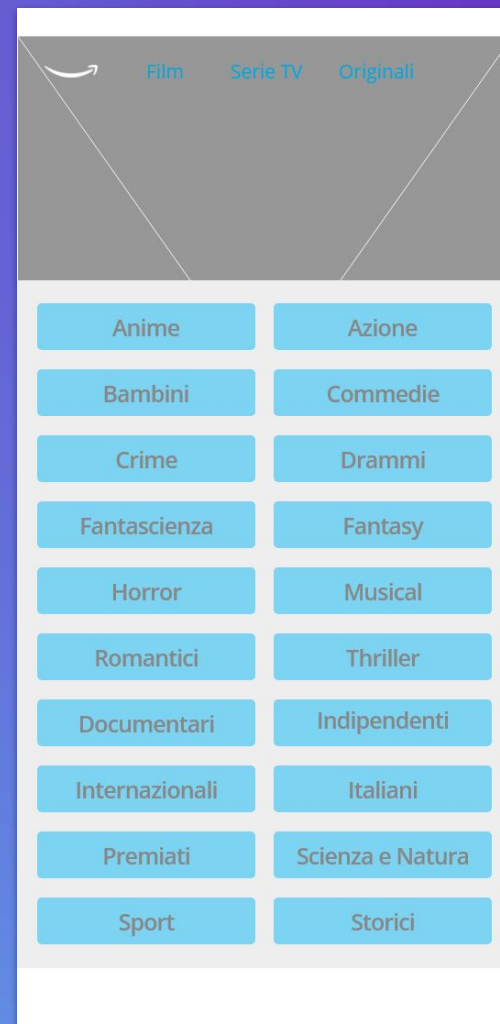 Film Serie TV Originali
Anime Azione
Bambini Commedie
Crime Drammi
Fantascienza Fantasy
Horror Musical
Romantici Thriller
Documentari Indipendenti
Internazionali Italiani
Premiati Scienza e Natura
Sport Storici